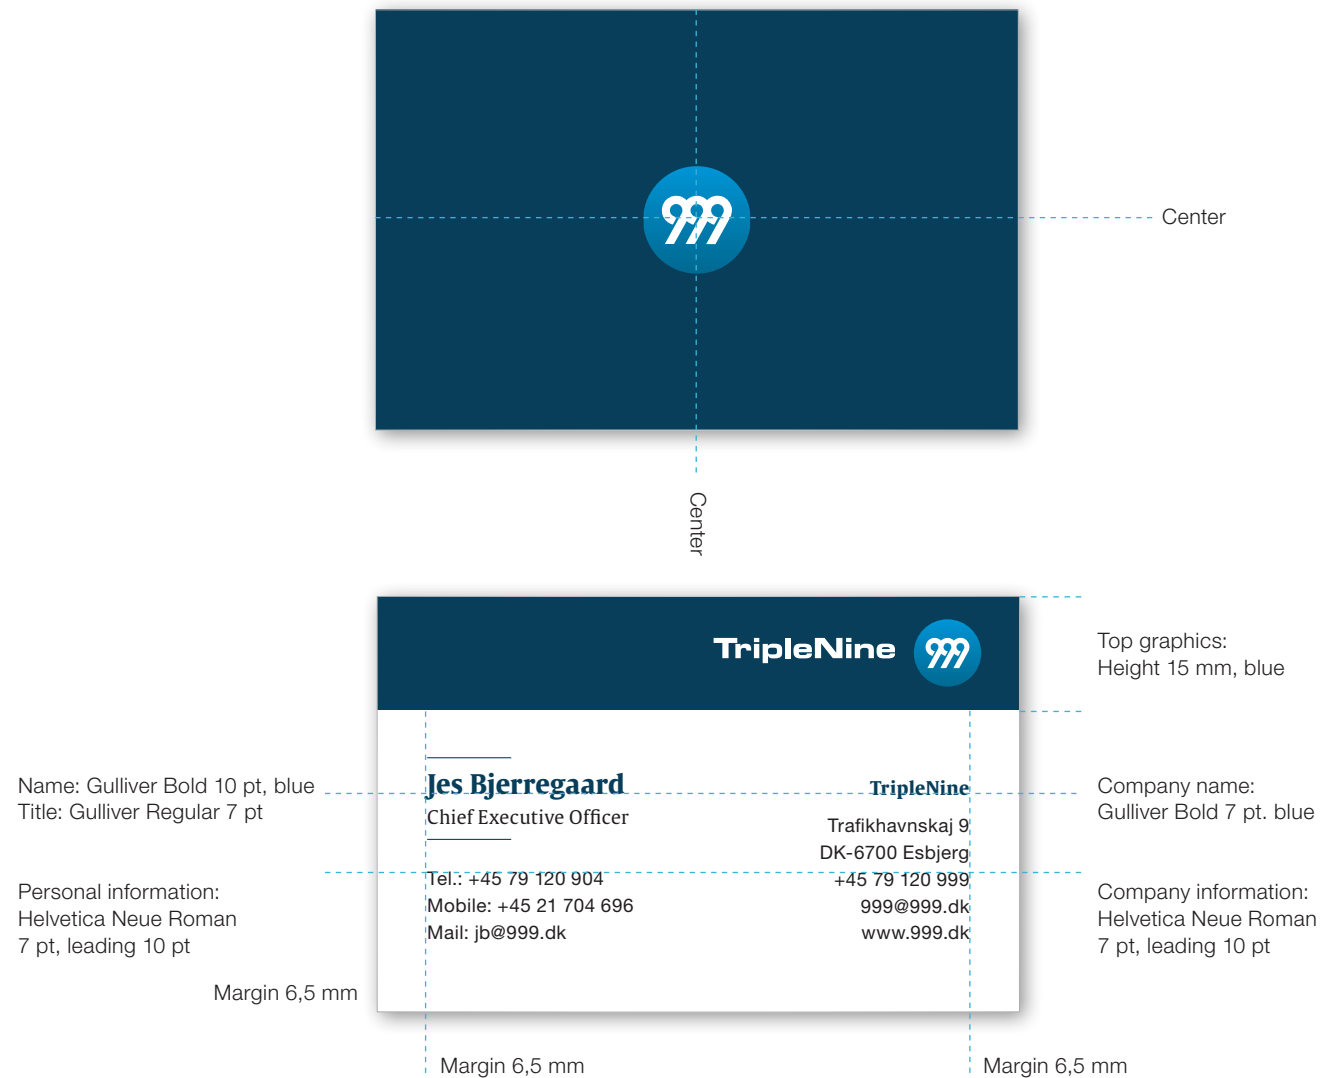 999
Center
Center
TripleNine 999
Top graphics:
Height 15 mm, blue
Name: Gulliver Bold 10 pt, blue
Title: Gulliver Regular 7 pt
Jes Bjerregaard
Chief Executive Officer
TripleNine
Company name:
Gulliver Bold 7 pt. blue
Trafikhavnskaj 9
DK-6700 Esbjerg
+45 79 120 999
999@999.dk
www.999.dk
Personal information:
Helvetica Neue Roman
7 pt, leading 10 pt
Tel.: +45 79 120 904
Mobile: +45 21 704 696
Mail: jb@999.dk
Company information:
Helvetica Neue Roman
7 pt, leading 10 pt
Margin 6,5 mm
Margin 6,5 mm
Margin 6,5 mm